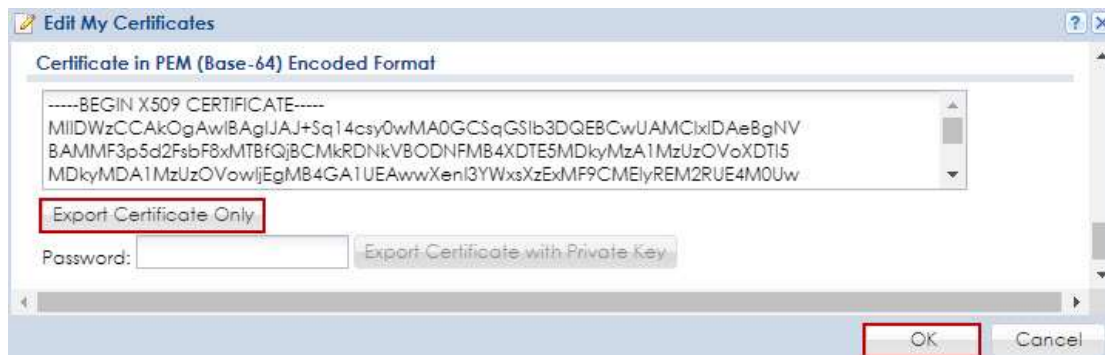 Edit My Certificates
Certificate in PEM (Base-64) Encoded Format
-----BEGIN X509 CERTIFICATE-----
MIIDWzCCAkOgAwIBAgIJAJ+Sq14csy0wMA0GCSqGSIb3DQEBCwUAMCIxIDAeBgNV
BAMMF3p5d2FsbF8xMTBfQjBCMkRDNkVBODNFMB4XDTE5MDkyMzA1MzUzOVoXDTI5
MDkyMDA1MzUzOVowIjEgMB4GA1UEAwwXenl3YWxsXzExMF9CMEIyREM2RUE4M0Uw
Export Certificate Only
Password: Export Certificate with Private Key
OK Cancel